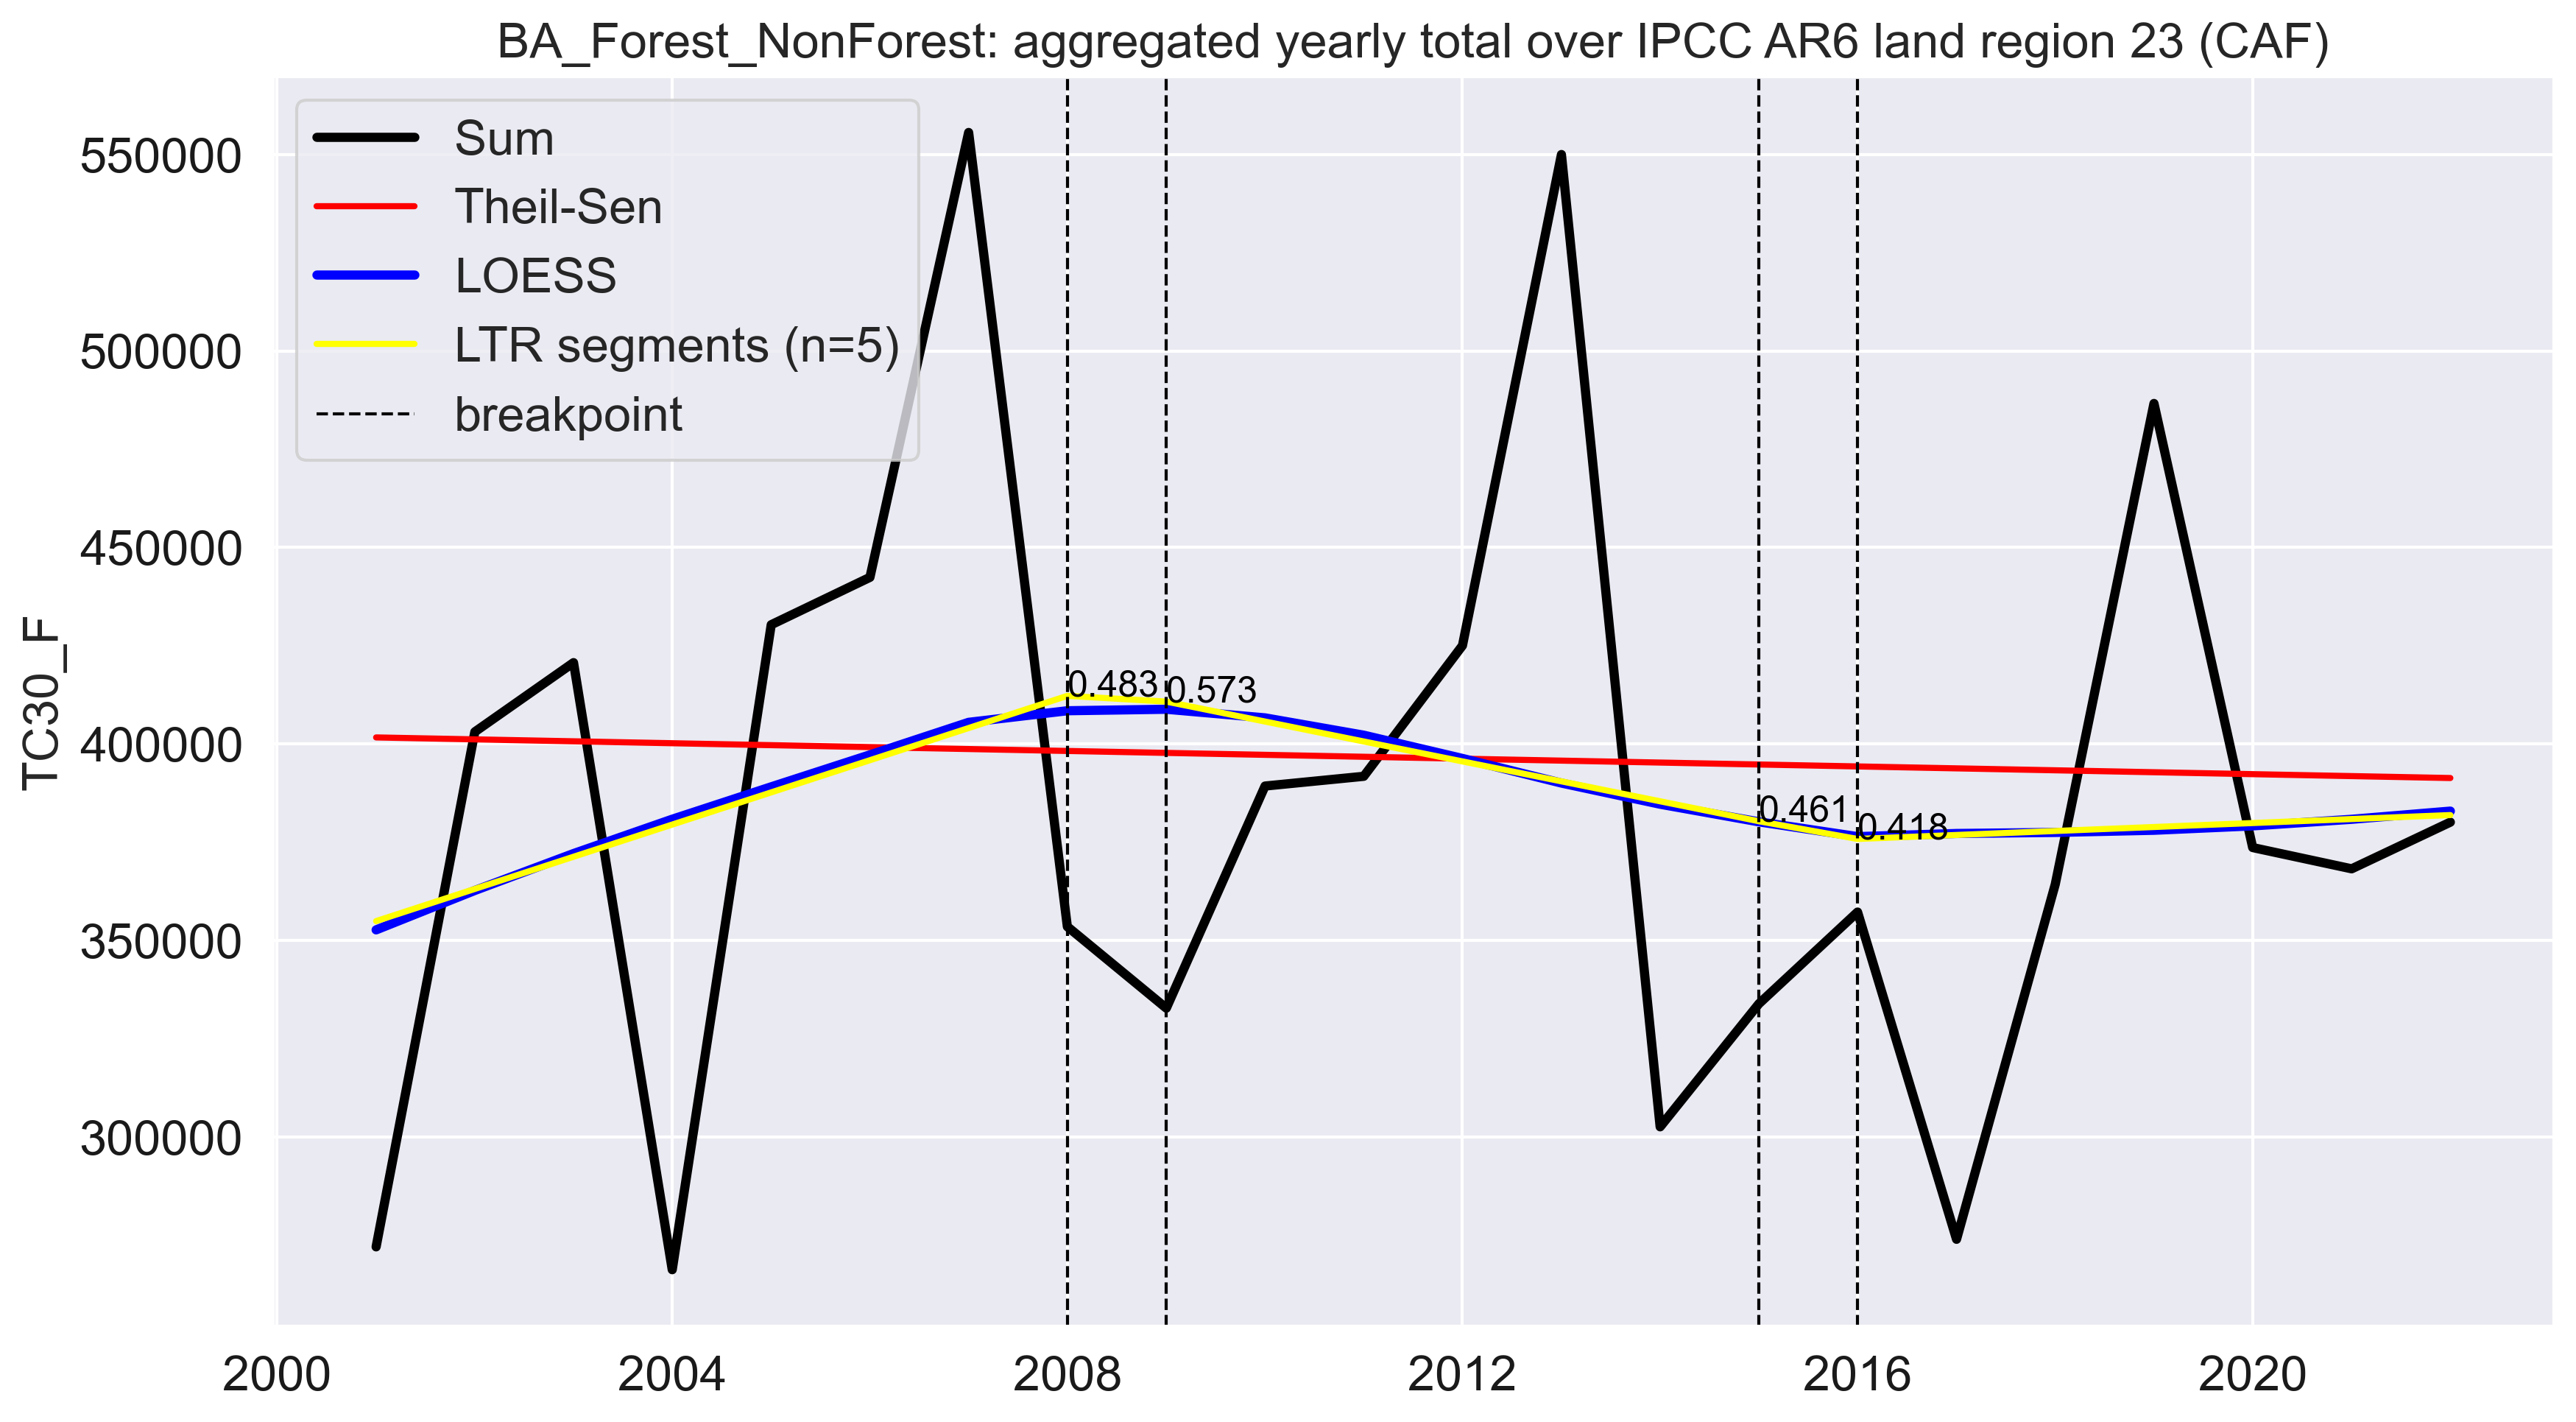 BA_Forest_NonForest: aggregated yearly total over IPCC AR6 land region 23 (CAF)
Sum
Theil-Sen
LOESS
LTR segments (n=5)
breakpoint
TC30_F
550000
500000
450000
400000
350000
300000
0.483
0.573
0.461
0.418
2000
2004
2008
2012
2016
2020